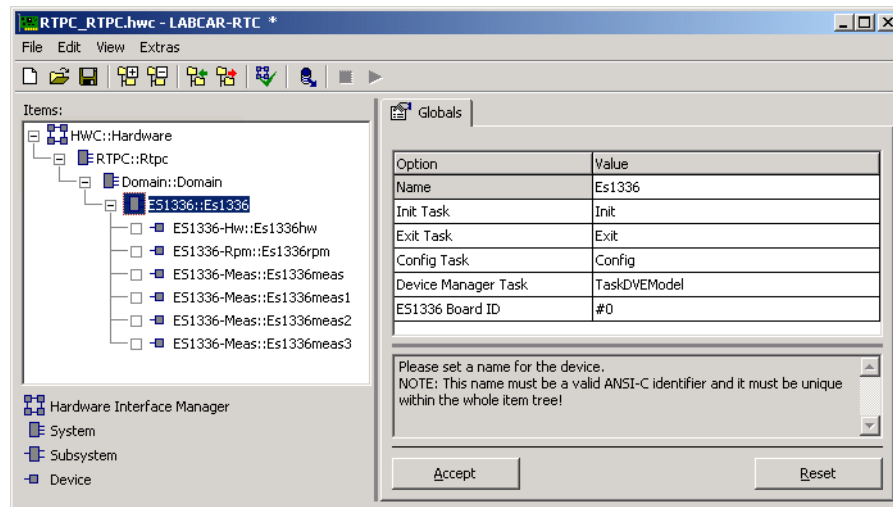 RTPC_RTPC.hwc - LABCAR-RTC *
File Edit View Extras
Items:
HWC::Hardware
RTPC::Rtpc
Domain::Domain
ES1336::Es1336
ES1336-Hw::Es1336hw
ES1336-Rpm::Es1336rpm
ES1336-Meas::Es1336meas
ES1336-Meas::Es1336meas1
ES1336-Meas::Es1336meas2
ES1336-Meas::Es1336meas3
Hardware Interface Manager
System
Subsystem
Device
Globals
Option Value
Name Es1336
Init Task Init
Exit Task Exit
Config Task Config
Device Manager Task TaskDVEModel
ES1336 Board ID #0
Please set a name for the device.
NOTE: This name must be a valid ANSI-C identifier and it must be unique
within the whole item tree!
Accept Reset